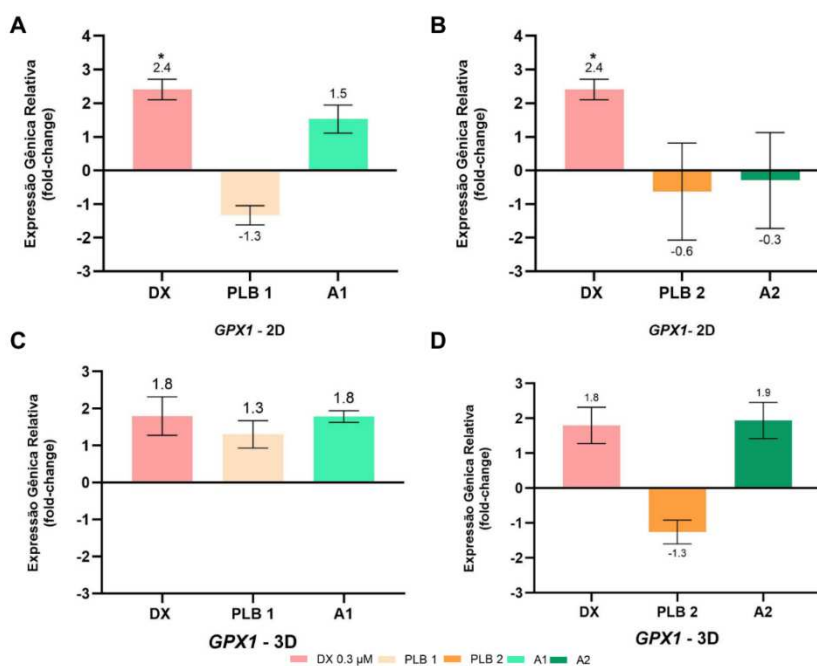 A
Expressão Gênica Relativa
(fold-change)
4
3
2
1
0
-1
-2
-3
*
2.4
-1.3
1.5
DX
PLB 1
A1
GPX1 - 2D
B
Expressão Gênica Relativa
(fold-change)
4
3
2
1
0
-1
-2
-3
*
2.4
-0.6
-0.3
DX
PLB 2
A2
GPX1- 2D
C
Expressão Gênica Relativa
(fold-change)
3
2
1
0
-1
-2
-3
1.8
1.3
1.8
DX
PLB 1
A1
GPX1 - 3D
D
Expressão Gênica Relativa
(fold-change)
3
2
1
0
-1
-2
-3
1.8
-1.3
1.9
DX
PLB 2
A2
GPX1 - 3D
DX 0.3 µM
PLB 1
PLB 2
A1
A2